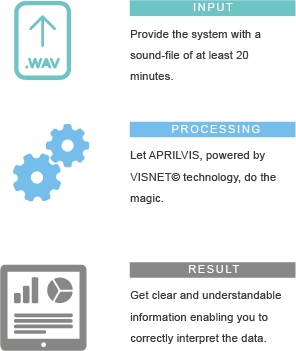 INPUT
.WAV
Provide the system with a
sound-file of at least 20
minutes.
PROCESSING
Let APRILVIS, powered by
VISNET© technology, do the
magic.
RESULT
Get clear and understandable
information enabling you to
correctly interpret the data.